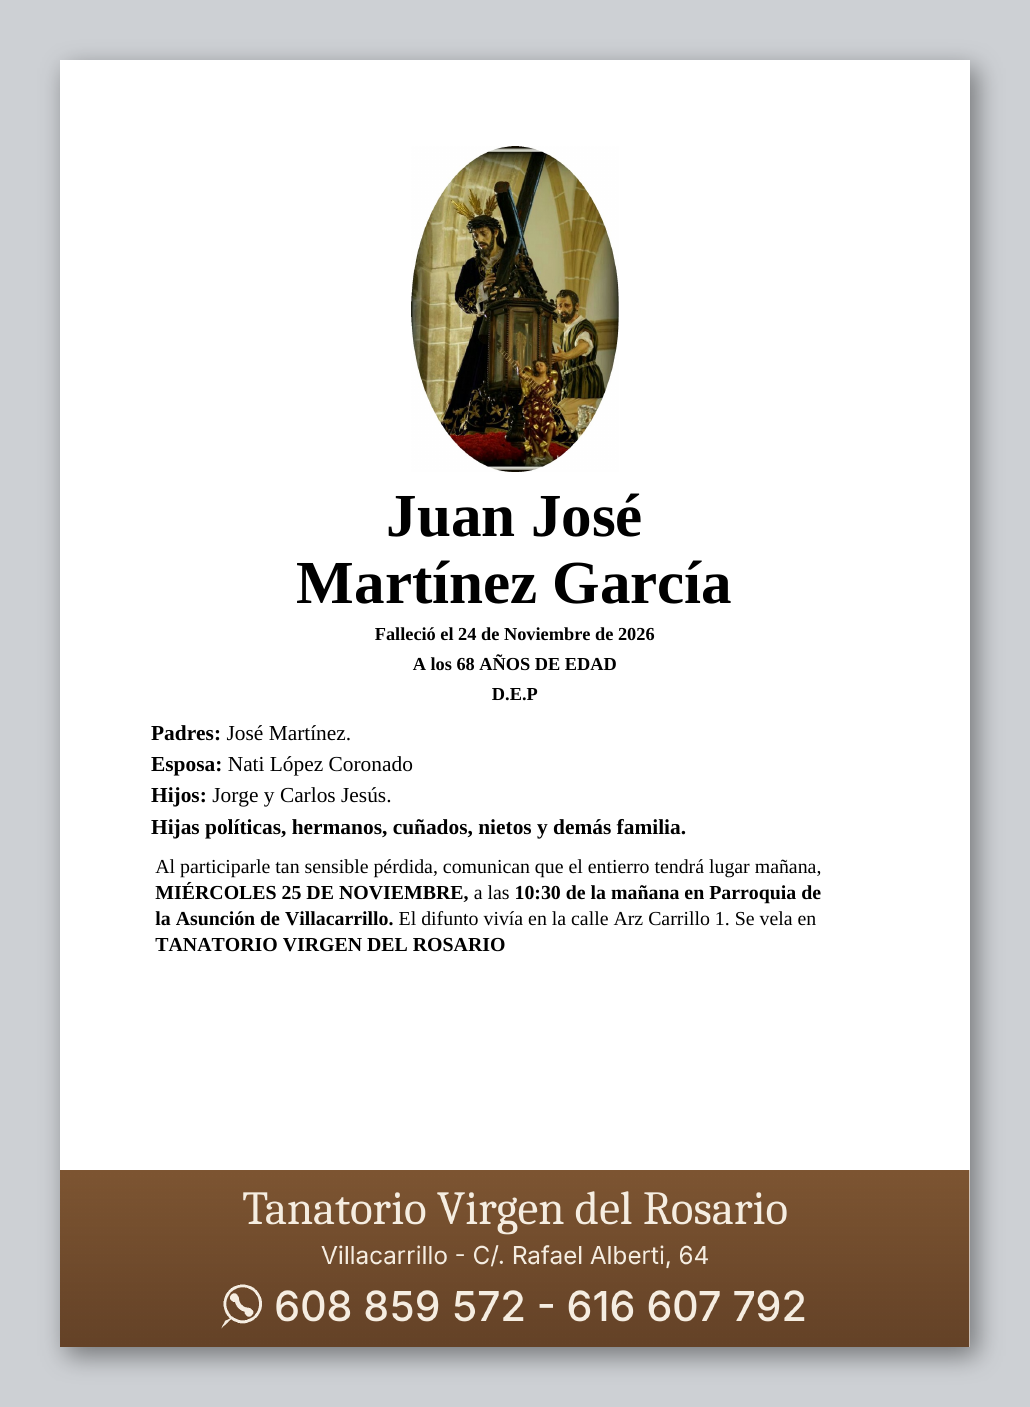 Juan José
Martínez García
Falleció el 24 de Noviembre de 2026
A los 68 AÑOS DE EDAD
D.E.P
Padres: José Martínez.
Esposa: Nati López Coronado
Hijos: Jorge y Carlos Jesús.
Hijas políticas, hermanos, cuñados, nietos y demás familia.
Al participarle tan sensible pérdida, comunican que el entierro tendrá lugar mañana,
MIÉRCOLES 25 DE NOVIEMBRE, a las 10:30 de la mañana en Parroquia de
la Asunción de Villacarrillo. El difunto vivía en la calle Arz Carrillo 1. Se vela en
TANATORIO VIRGEN DEL ROSARIO
Tanatorio Virgen del Rosario
Villacarrillo - C/. Rafael Alberti, 64
608 859 572 - 616 607 792